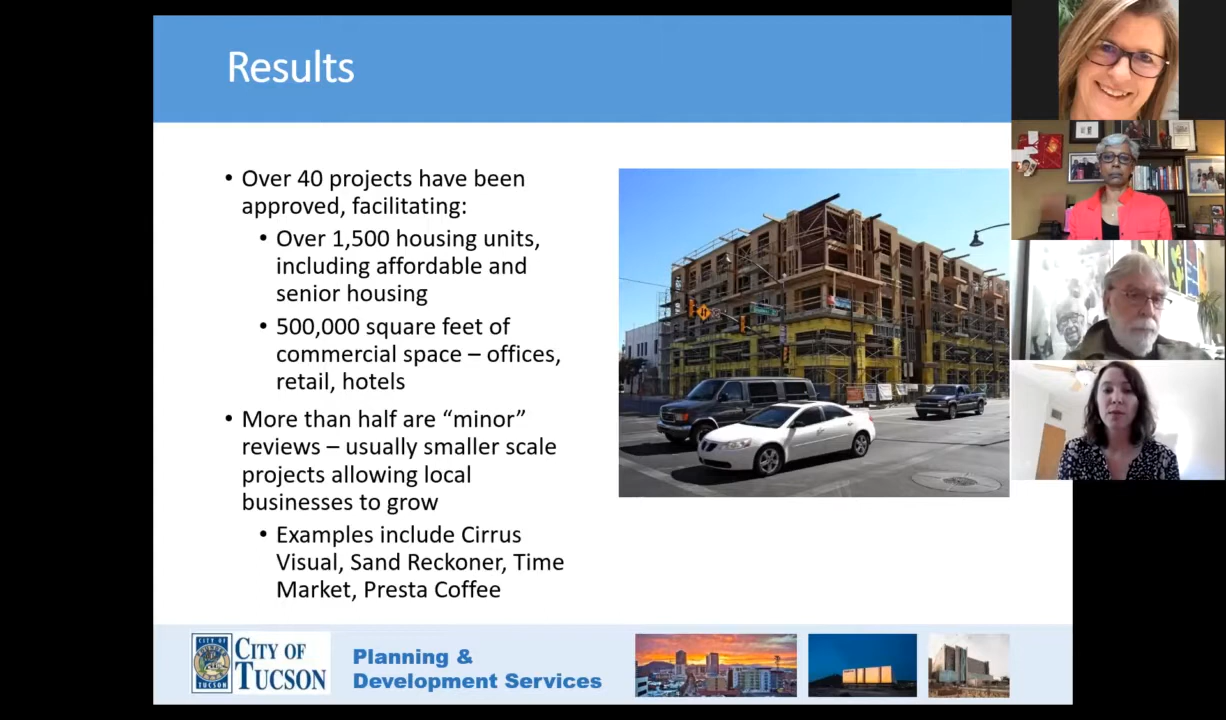 Results
• Over 40 projects have been
approved, facilitating:
• Over 1,500 housing units,
including affordable and
senior housing
• 500,000 square feet of
commercial space – offices,
retail, hotels
• More than half are “minor”
reviews – usually smaller scale
projects allowing local
businesses to grow
• Examples include Cirrus
Visual, Sand Reckoner, Time
Market, Presta Coffee
CITY OF
TUCSON
CITY OF
TUCSON
Planning &
Development Services